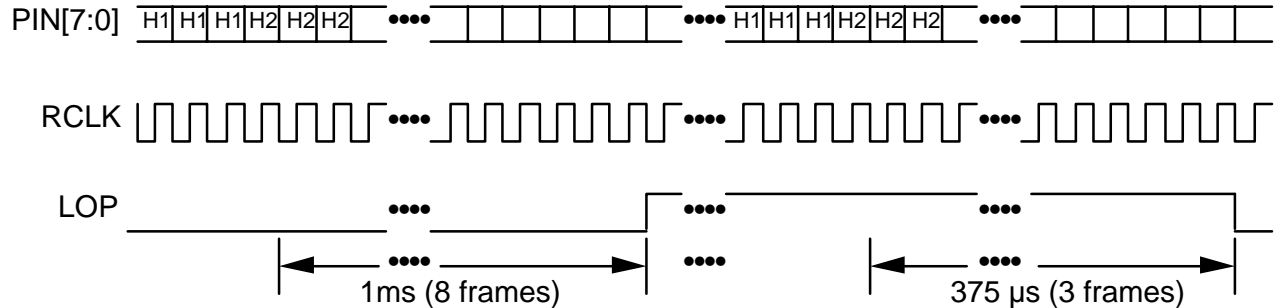 PIN[7:0] H1 H1 H1 H2 H2 H2 •••• •••• H1 H1 H1 H2 H2 H2 ••••
RCLK •••• •••• ••••
LOP •••• •••• ••••
•••• •••• ••••
1ms (8 frames) 375 µs (3 frames)